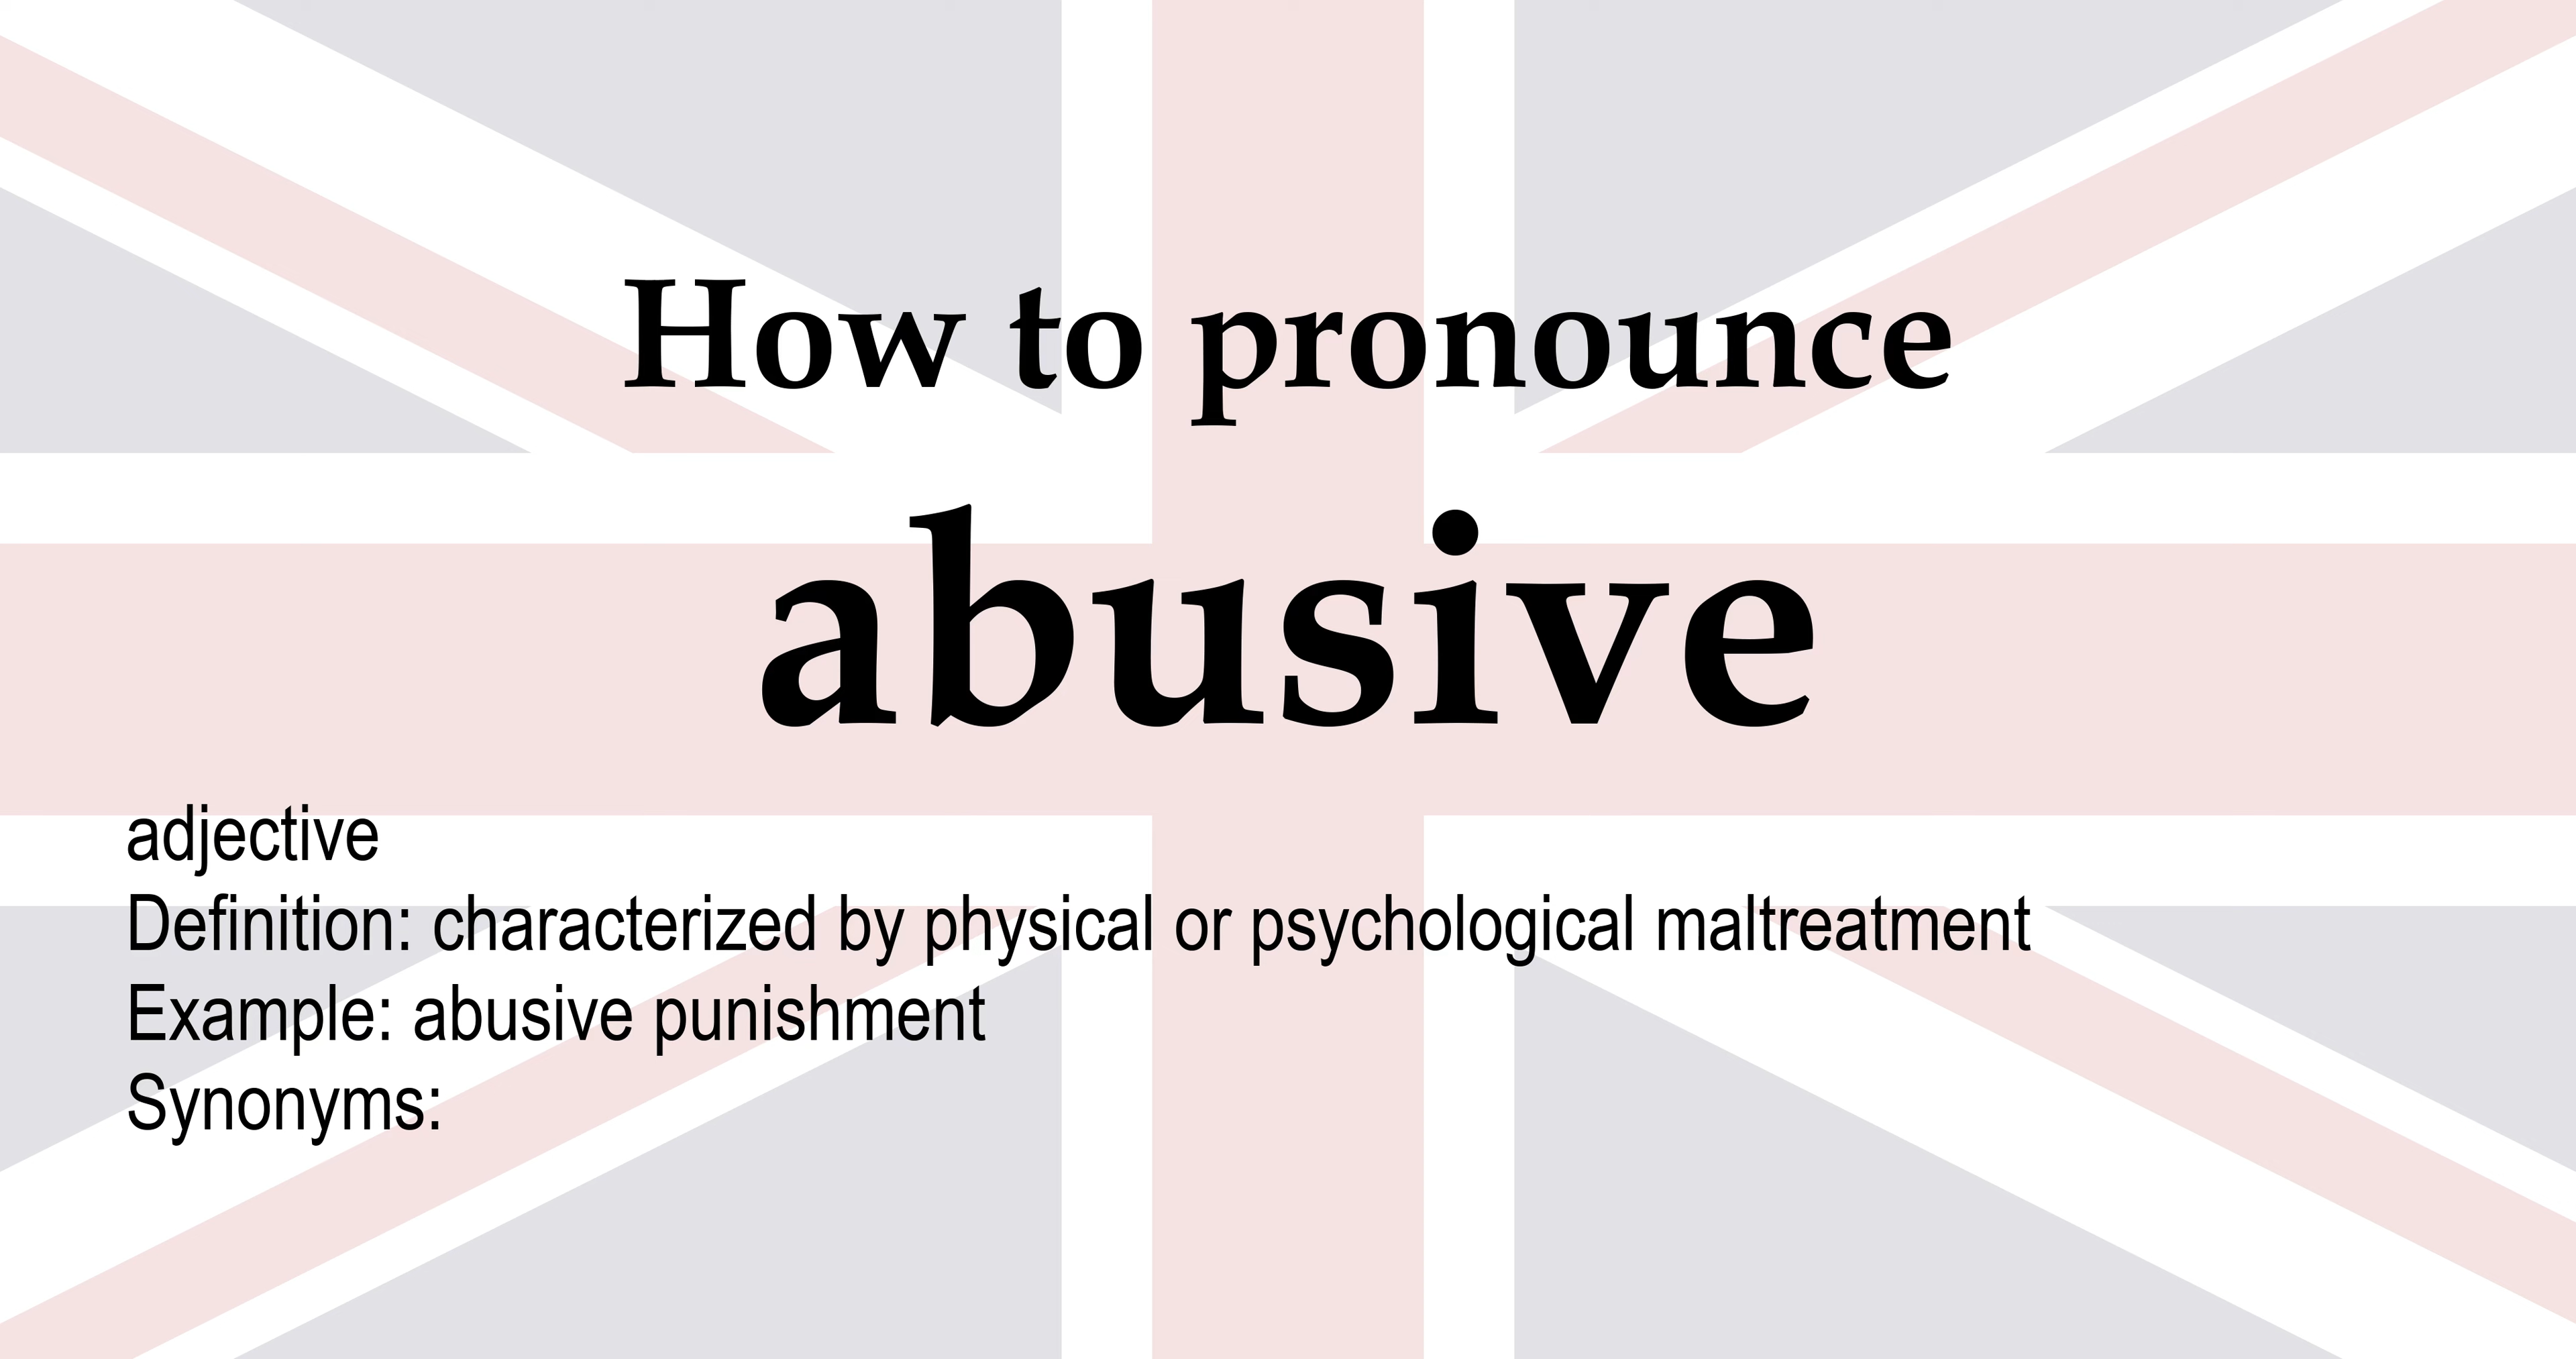 How to pronounce
abusive
adjective
Definition: characterized by physical or psychological maltreatment
Example: abusive punishment
Synonyms: